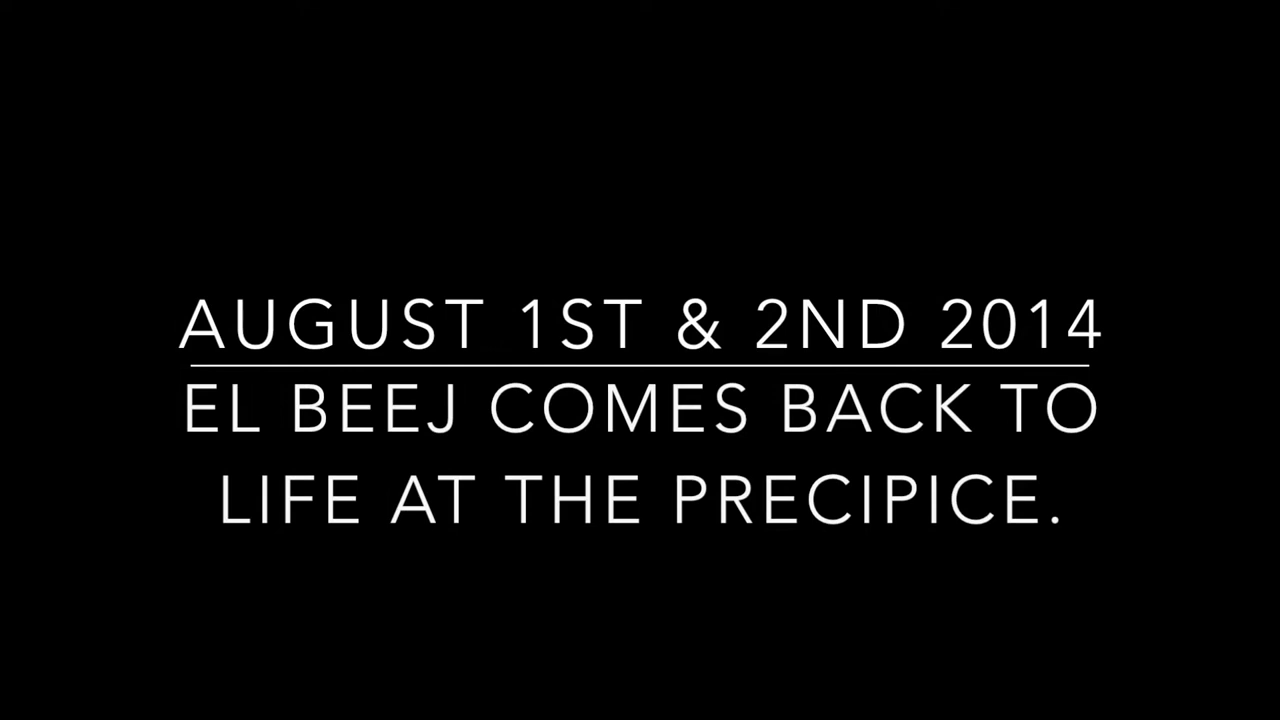 AUGUST 1ST & 2ND 2014
EL BEEJ COMES BACK TO
LIFE AT THE PRECIPICE.